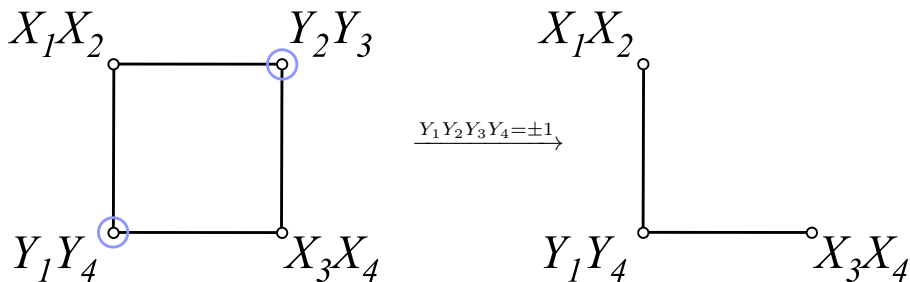 X₁X₂ Y₂Y₃ X₁X₂
Y₁Y₂Y₃Y₄=±1
Y₁Y₄ X₃X₄ Y₁Y₄ X₃X₄